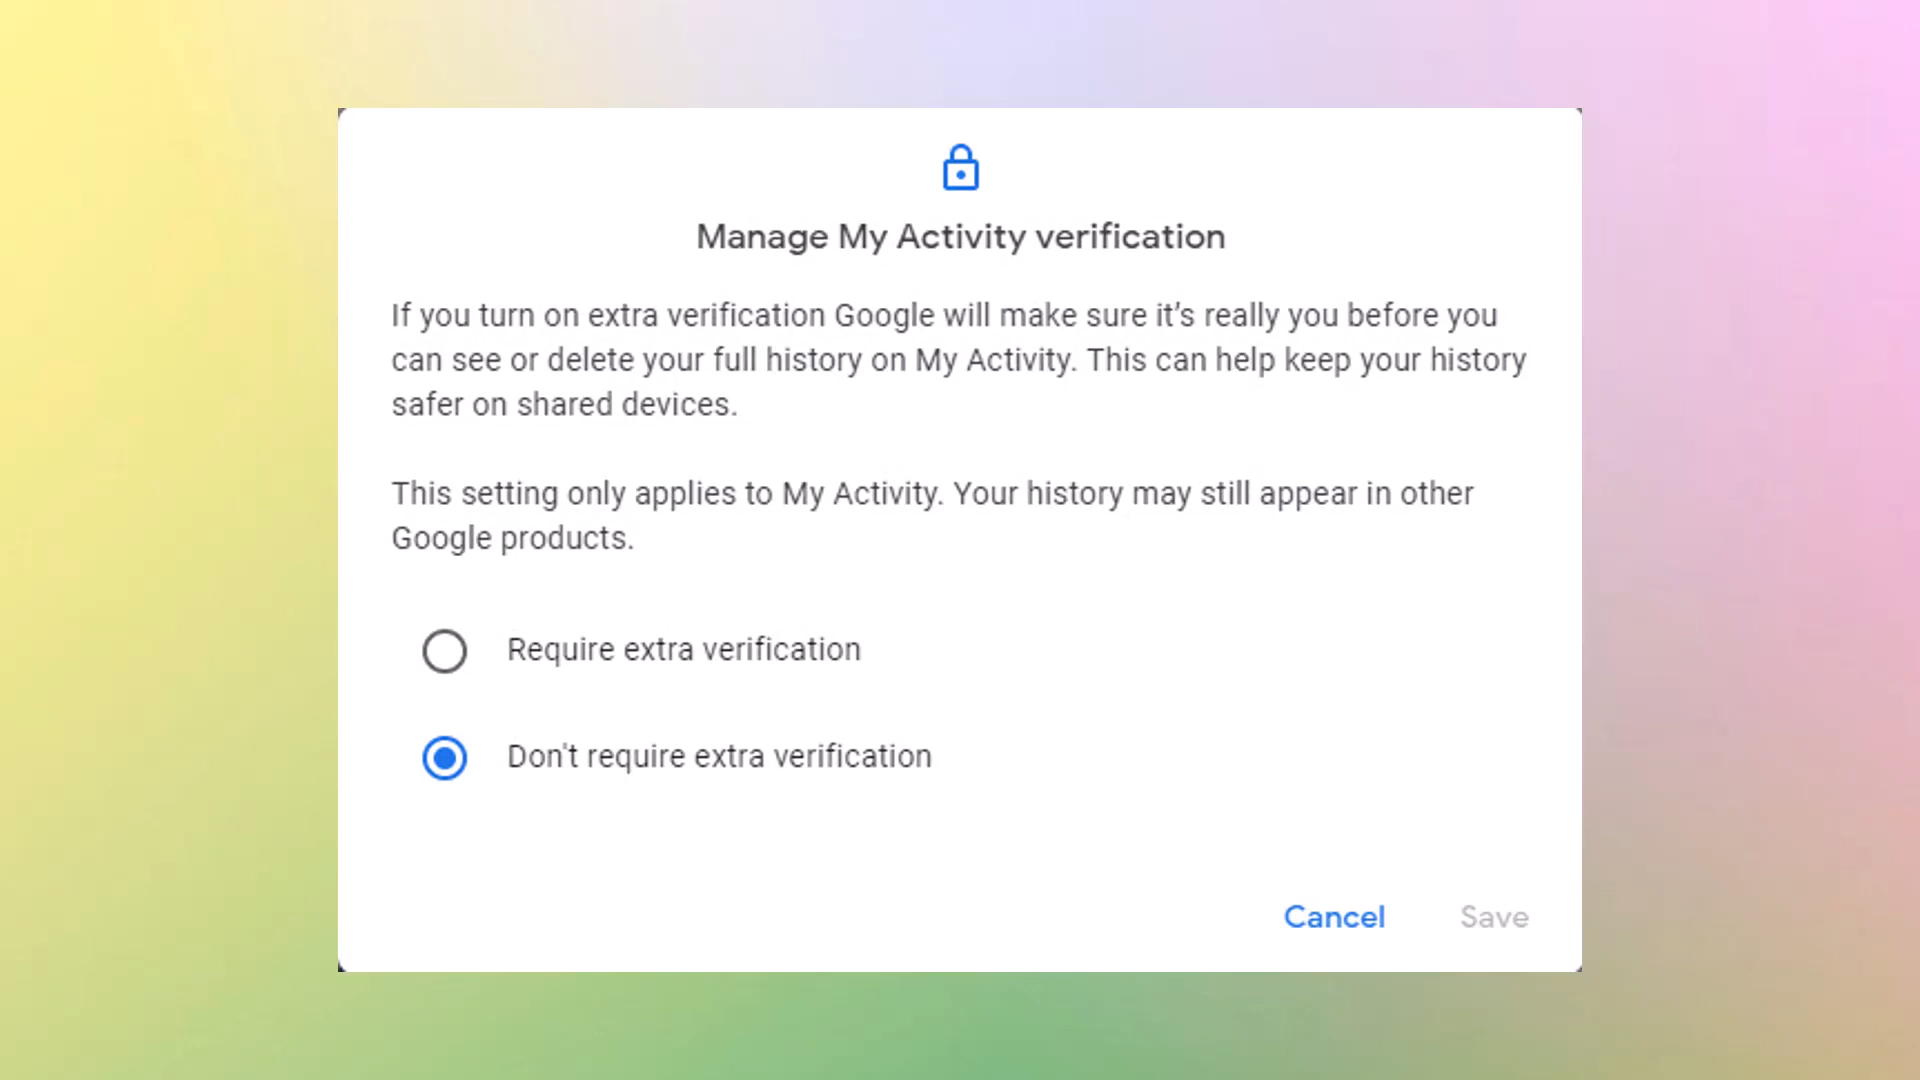 Manage My Activity verification
If you turn on extra verification Google will make sure it's really you before you
can see or delete your full history on My Activity. This can help keep your history
safer on shared devices.
This setting only applies to My Activity. Your history may still appear in other
Google products.
Require extra verification
Don't require extra verification
Cancel Save